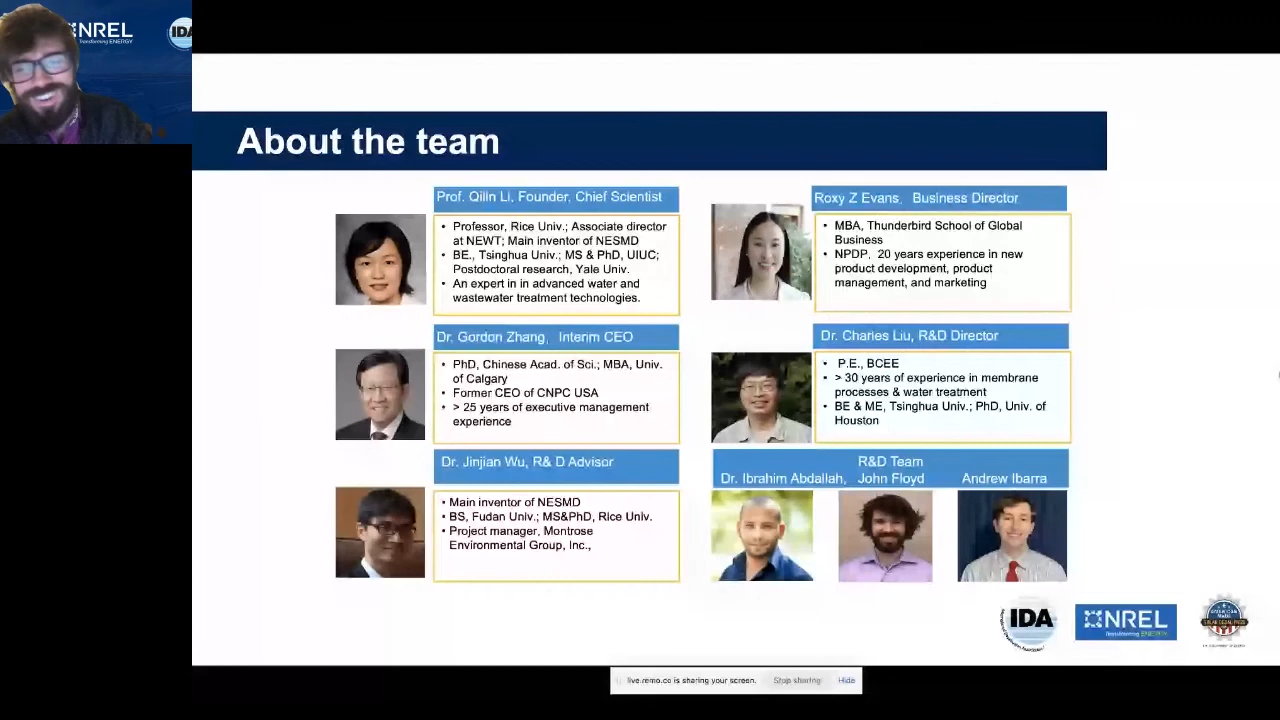 NREL
Transforming ENERGY
IDA
About the team
Prof. Qilin Li, Founder, Chief Scientist
• Professor, Rice Univ.; Associate director
at NEWT; Main inventor of NESMD
• BE., Tsinghua Univ.; MS & PhD, UIUC;
Postdoctoral research, Yale Univ.
• An expert in in advanced water and
wastewater treatment technologies.
Roxy Z Evans, Business Director
• MBA, Thunderbird School of Global
Business
• NPDP, 20 years experience in new
product development, product
management, and marketing
Dr. Gordon Zhang, Interim CEO
• PhD, Chinese Acad. of Sci.; MBA, Univ.
of Calgary
• Former CEO of CNPC USA
• > 25 years of executive management
experience
Dr. Charles Liu, R&D Director
• P.E., BCEE
• > 30 years of experience in membrane
processes & water treatment
• BE & ME, Tsinghua Univ.; PhD, Univ. of
Houston
Dr. Jinjian Wu, R& D Advisor
• Main inventor of NESMD
• BS, Fudan Univ.; MS&PhD, Rice Univ.
• Project manager, Montrose
Environmental Group, Inc.,
R&D Team
Dr. Ibrahim Abdallah, John Floyd Andrew Ibarra
IDA
NREL
Transforming ENERGY
live.remo.co is sharing your screen. Stop sharing Hide